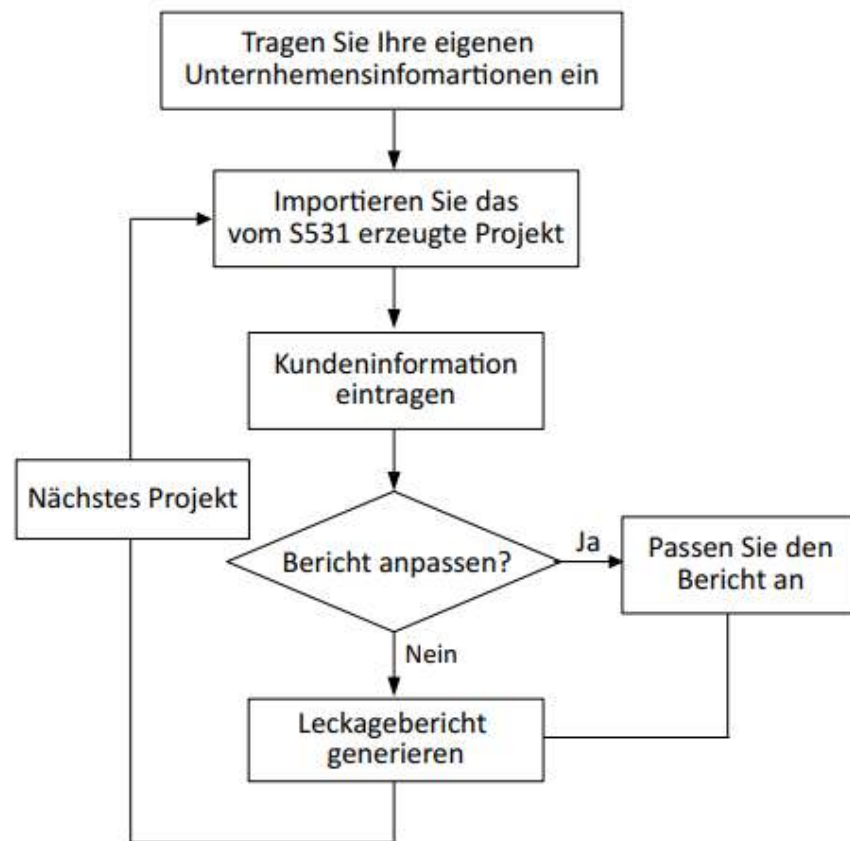 Tragen Sie Ihre eigenen
Unternhemensinfomartionen ein
Importieren Sie das
vom S531 erzeugte Projekt
Kundeninformation
eintragen
Nächstes Projekt
Bericht anpassen?
Ja
Passen Sie den
Bericht an
Nein
Leckagebericht
generieren